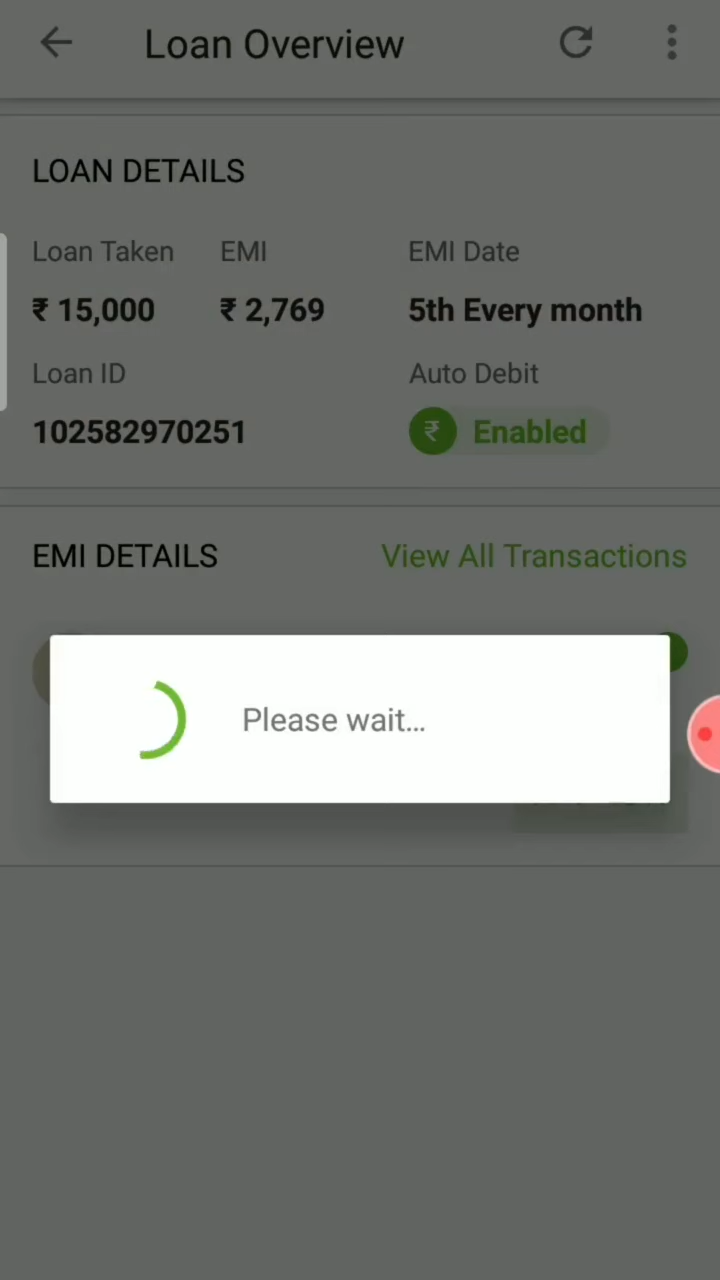 Loan Overview
LOAN DETAILS
Loan Taken EMI EMI Date
₹ 15,000 ₹ 2,769 5th Every month
Loan ID Auto Debit
102582970251 ₹ Enabled
EMI DETAILS View All Transactions
Please wait...